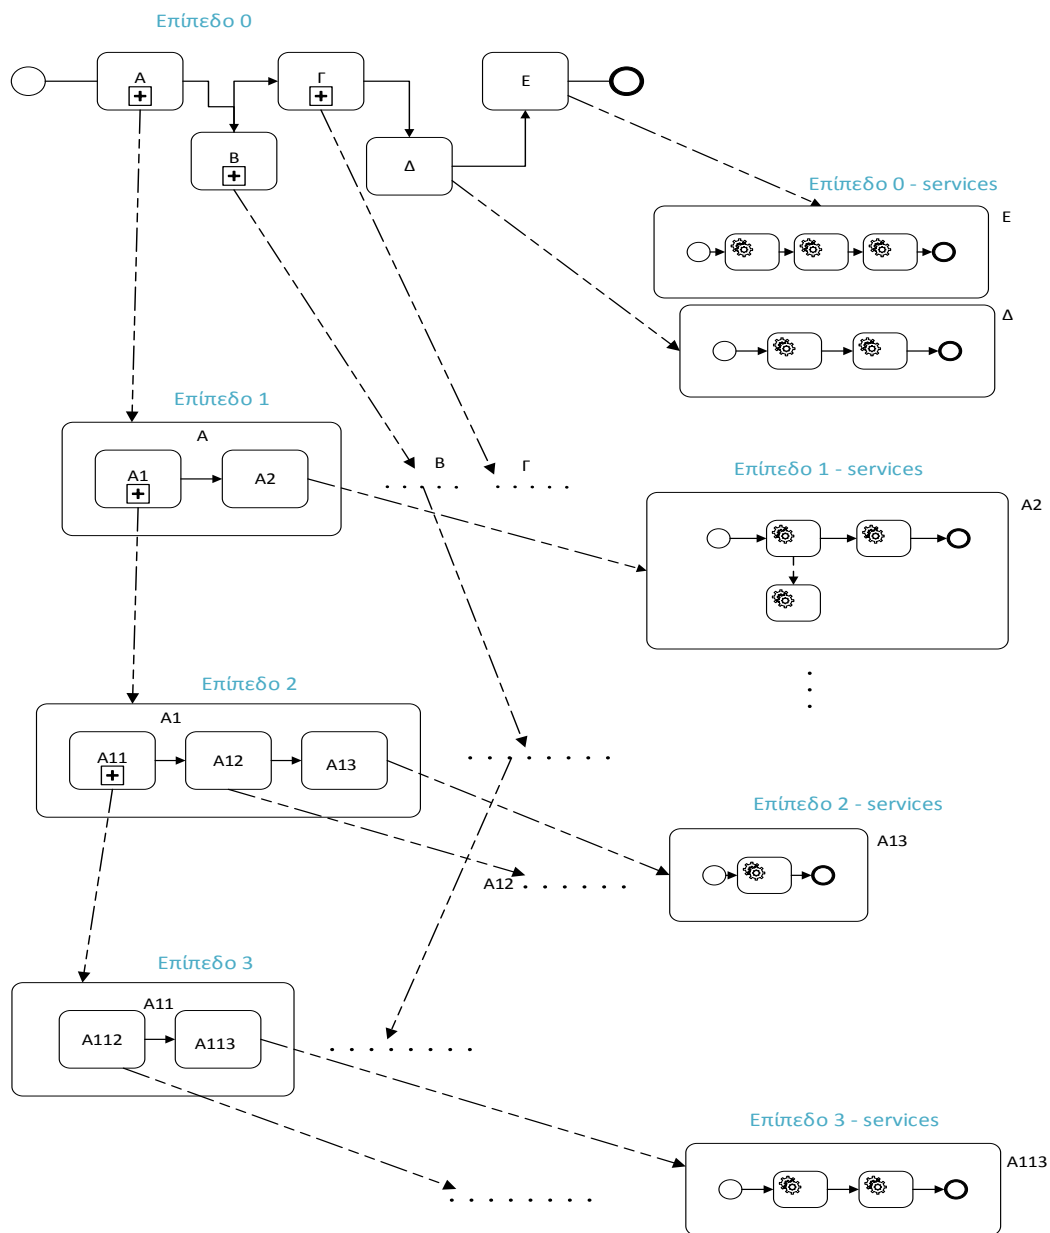 Επίπεδο 0
Α
Γ
Ε
Β
Δ
Επίπεδο 0 - services
Ε
Δ
Επίπεδο 1
Α
Α1
Α2
Β
Γ
Επίπεδο 1 - services
Α2
Επίπεδο 2
Α1
Α11
Α12
Α13
Επίπεδο 2 - services
Α13
Α12
Επίπεδο 3
Α11
Α112
Α113
Επίπεδο 3 - services
Α113